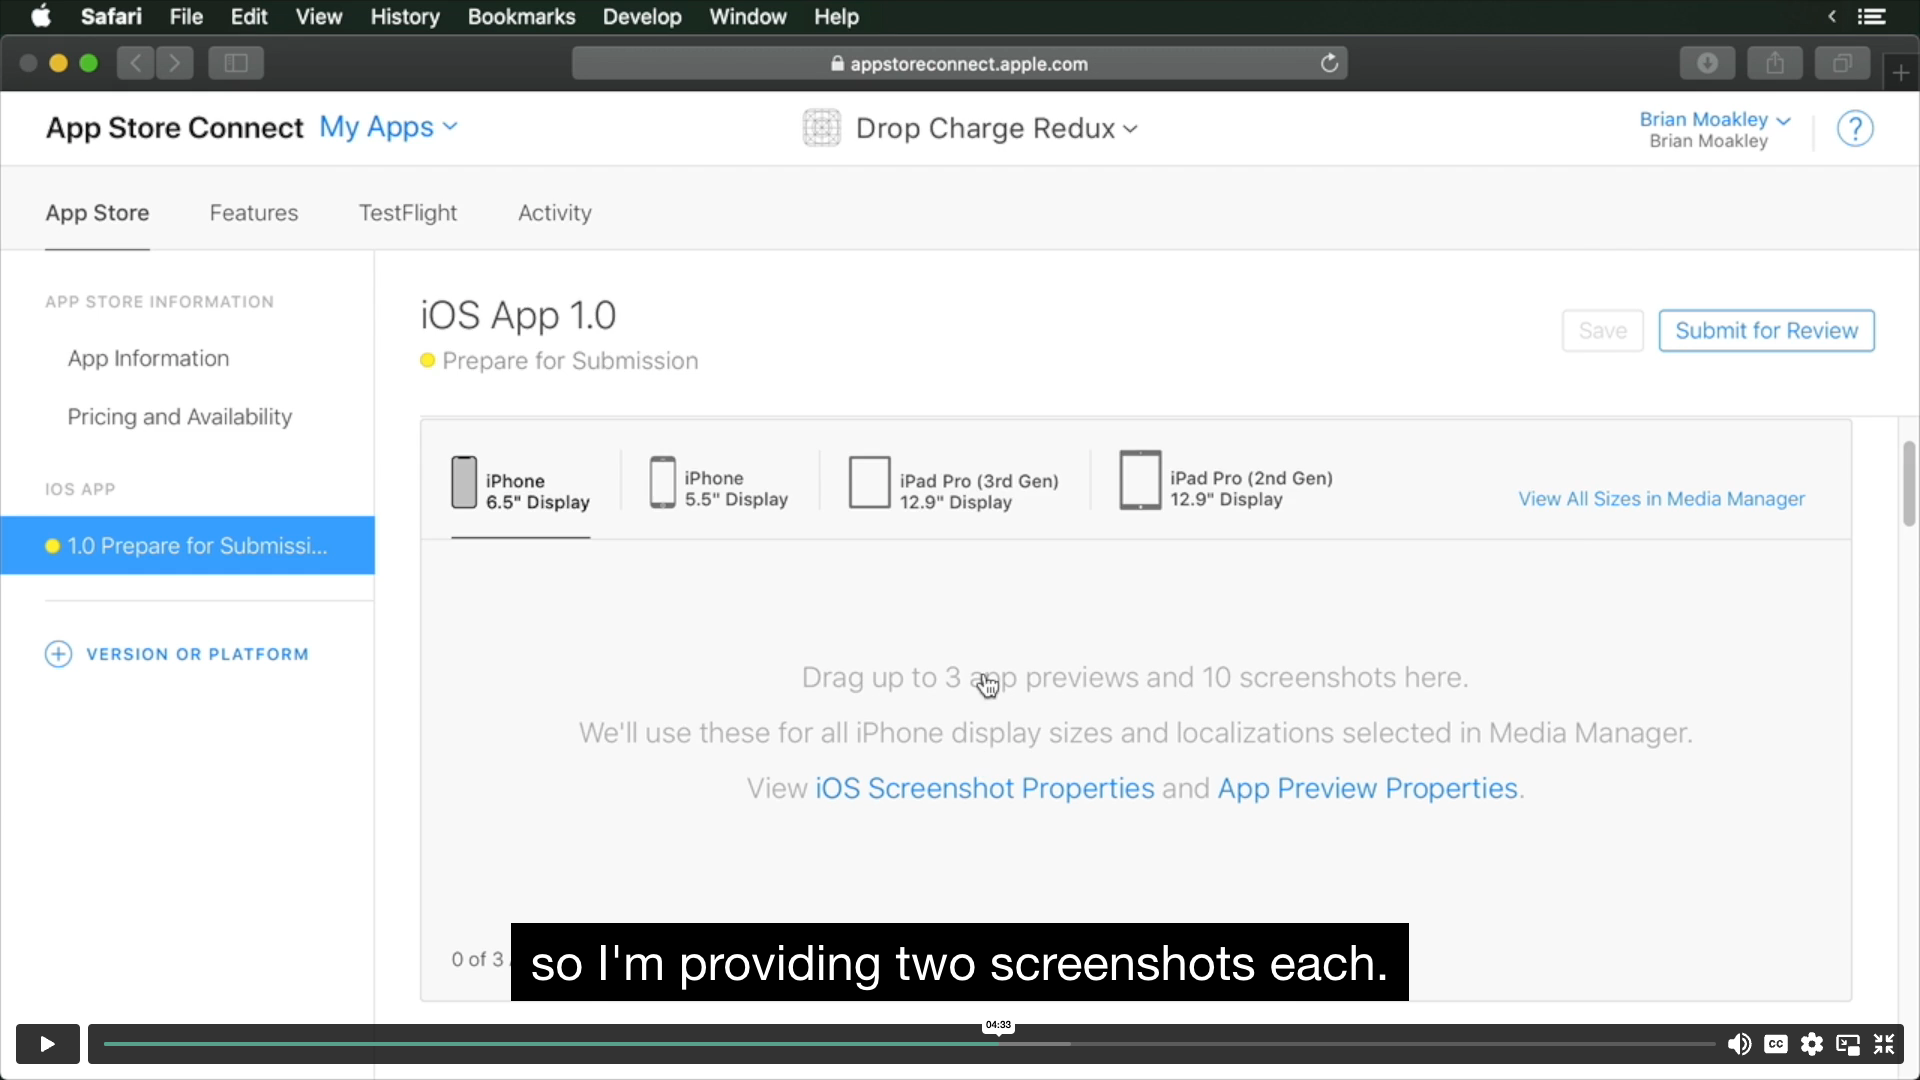 Safari File Edit View History Bookmarks Develop Window Help
appstoreconnect.apple.com
App Store Connect My Apps
Drop Charge Redux
Brian Moakley
Brian Moakley
?
App Store Features TestFlight Activity
APP STORE INFORMATION
App Information
Pricing and Availability
IOS APP
1.0 Prepare for Submissi...
VERSION OR PLATFORM
iOS App 1.0
Prepare for Submission
Save
Submit for Review
iPhone
6.5" Display
iPhone
5.5" Display
iPad Pro (3rd Gen)
12.9" Display
iPad Pro (2nd Gen)
12.9" Display
View All Sizes in Media Manager
Drag up to 3 app previews and 10 screenshots here.
We'll use these for all iPhone display sizes and localizations selected in Media Manager.
View iOS Screenshot Properties and App Preview Properties.
0 of 3
so I'm providing two screenshots each.
04:33
CC